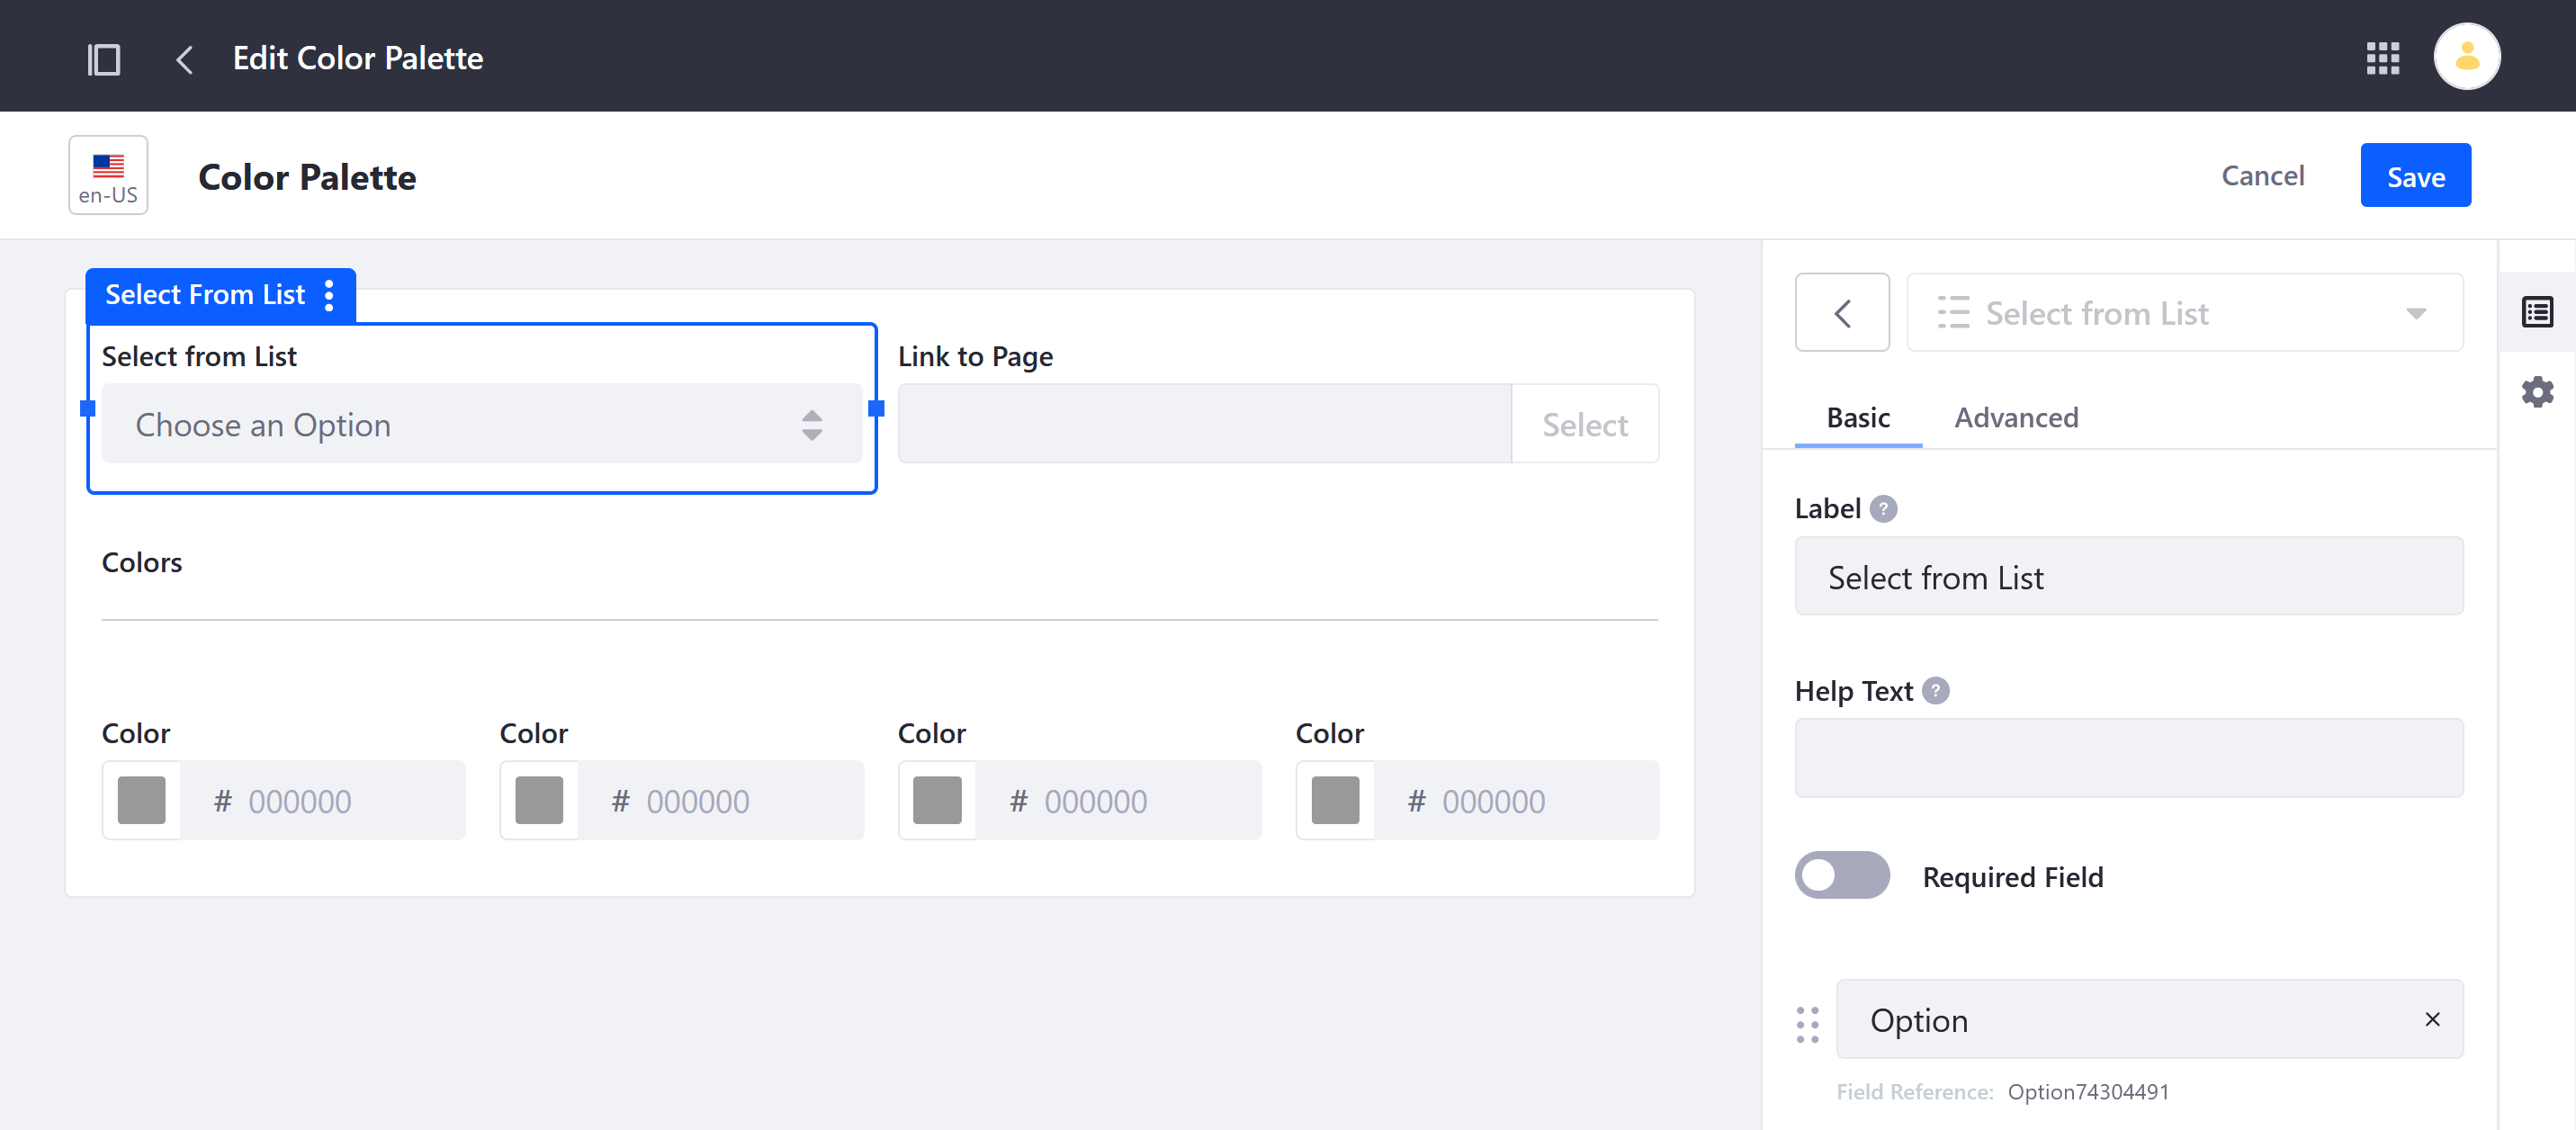 Edit Color Palette
en-US
Color Palette
Cancel
Save
Select From List
Select from List
Choose an Option
Link to Page
Select
Colors
Color
# 000000
Color
# 000000
Color
# 000000
Color
# 000000
Select from List
Basic
Advanced
Label ?
Select from List
Help Text ?
Required Field
Option ×
Field Reference: Option74304491